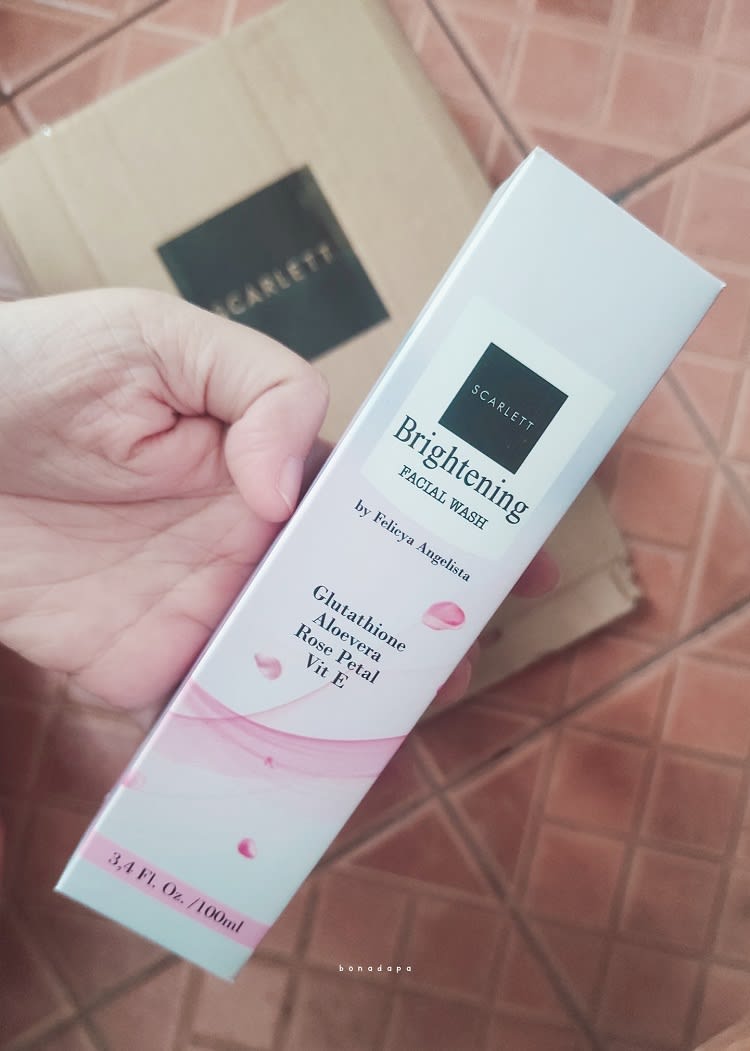 SCARLETT
SCARLETT
Brightening
FACIAL WASH
by Felicya Angelista
Glutathione
Aloevera
Rose Petal
Vit E
3,4 Fl. Oz. /100ml
bonadapa